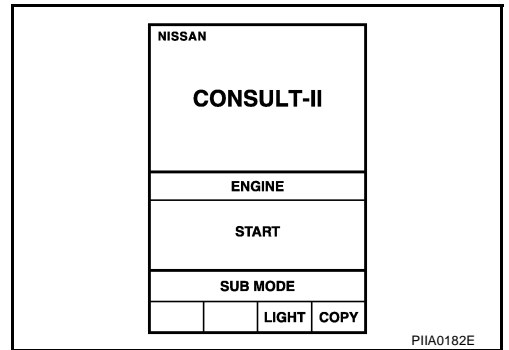 NISSAN
CONSULT-II
ENGINE
START
SUB MODE
LIGHT COPY
PIIA0182E